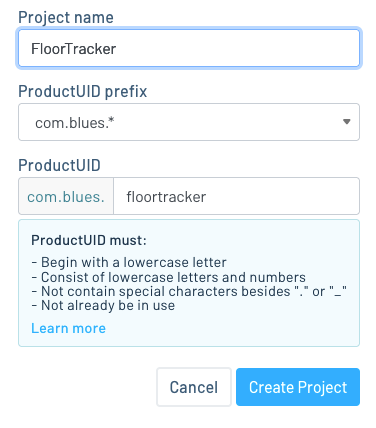 Project name
FloorTracker
ProductUID prefix
com.blues.*
ProductUID
com.blues. floortracker
ProductUID must:
- Begin with a lowercase letter
- Consist of lowercase letters and numbers
- Not contain special characters besides "." or "_"
- Not already be in use
Learn more
Cancel Create Project